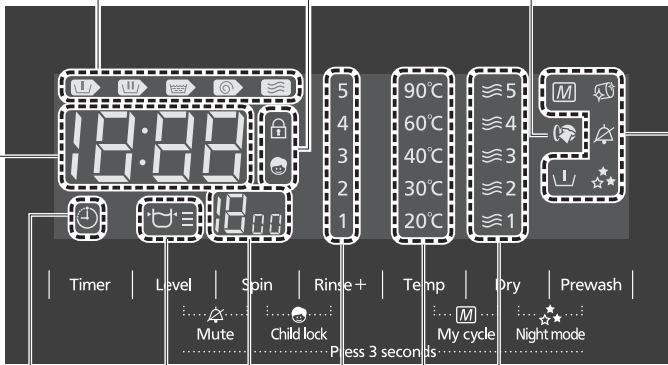 18:88
18 00
5 90℃ 5
4 60℃ 4
3 40℃ 3
2 30℃ 2
1 20℃ 1
M
Timer Level Spin Rinse+ Temp Dry Prewash
M
Mute Child lock My cycle Night mode
Press 3 seconds